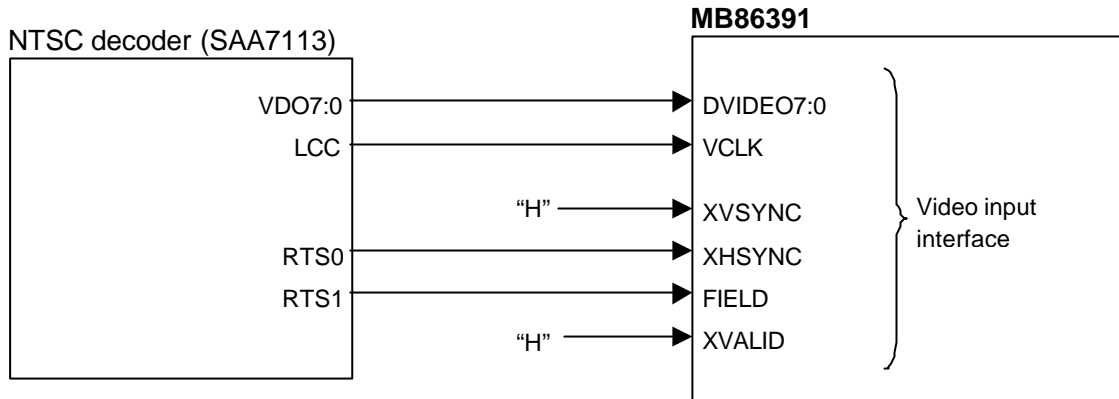 MB86391
NTSC decoder (SAA7113)
VDO7:0
DVIDEO7:0
LCC
VCLK
“H”
XVSYNC
Video input
interface
RTS0
XHSYNC
RTS1
FIELD
“H”
XVALID